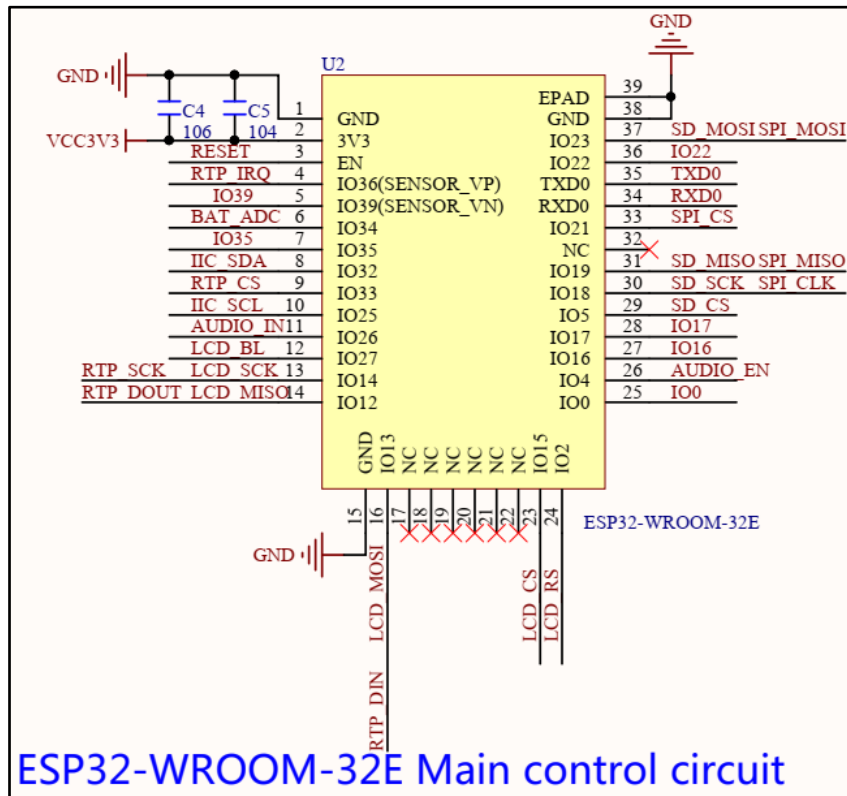 GND
U2
GND
C4
106
C5
104
VCC3V3
1 GND
2 3V3
RESET 3 EN
RTP_IRQ 4 IO36(SENSOR_VP)
IO39 5 IO39(SENSOR_VN)
BAT_ADC 6 IO34
IO35 7 IO35
IIC_SDA 8 IO32
RTP_CS 9 IO33
IIC_SCL 10 IO25
AUDIO_IN 11 IO26
LCD_BL 12 IO27
RTP_SCK LCD_SCK 13 IO14
RTP_DOUT LCD_MISO 14 IO12
EPAD 39
GND 38
IO23 37 SD_MOSI SPI_MOSI
IO22 36 IO22
TXD0 35 TXD0
RXD0 34 RXD0
IO21 33 SPI_CS
NC 32
IO19 31 SD_MISO SPI_MISO
IO18 30 SD_SCK SPI_CLK
IO5 29 SD_CS
IO17 28 IO17
IO16 27 IO16
IO4 26 AUDIO_EN
IO0 25 IO0
GND 15
IO13 16
NC 17
NC 18
NC 19
NC 20
NC 21
NC 22
IO15 23
IO2 24
ESP32-WROOM-32E
GND
LCD_MOSI
RTP_DIN
LCD_CS
LCD_RS
ESP32-WROOM-32E Main control circuit